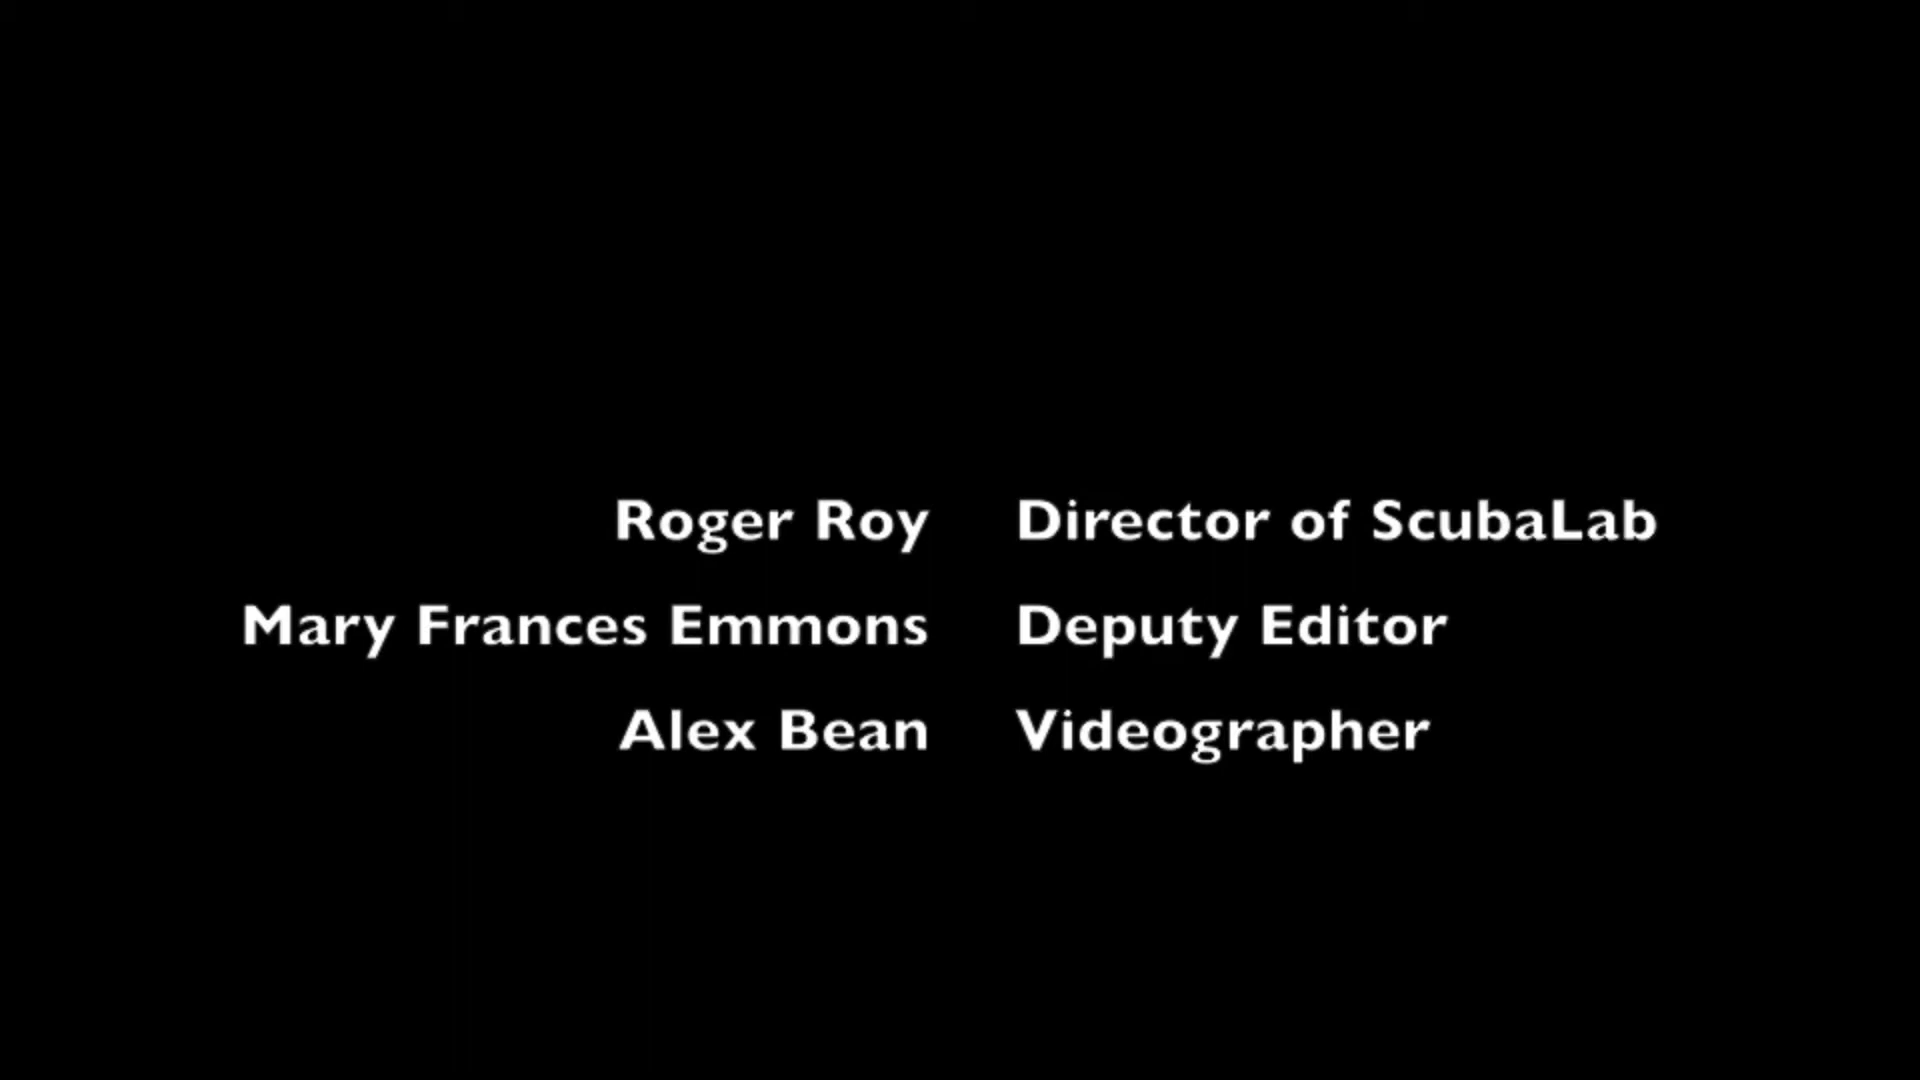 Roger Roy Director of ScubaLab
Mary Frances Emmons Deputy Editor
Alex Bean Videographer